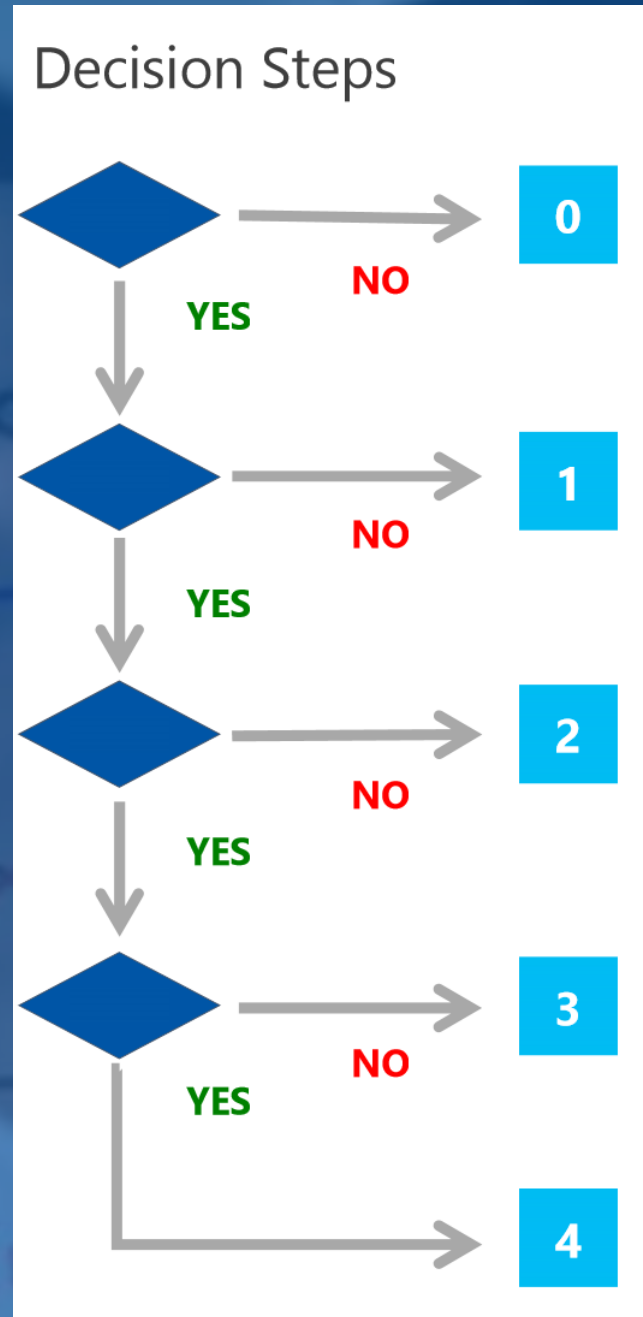 Decision Steps
0
NO
YES
1
NO
YES
2
NO
YES
3
NO
YES
4